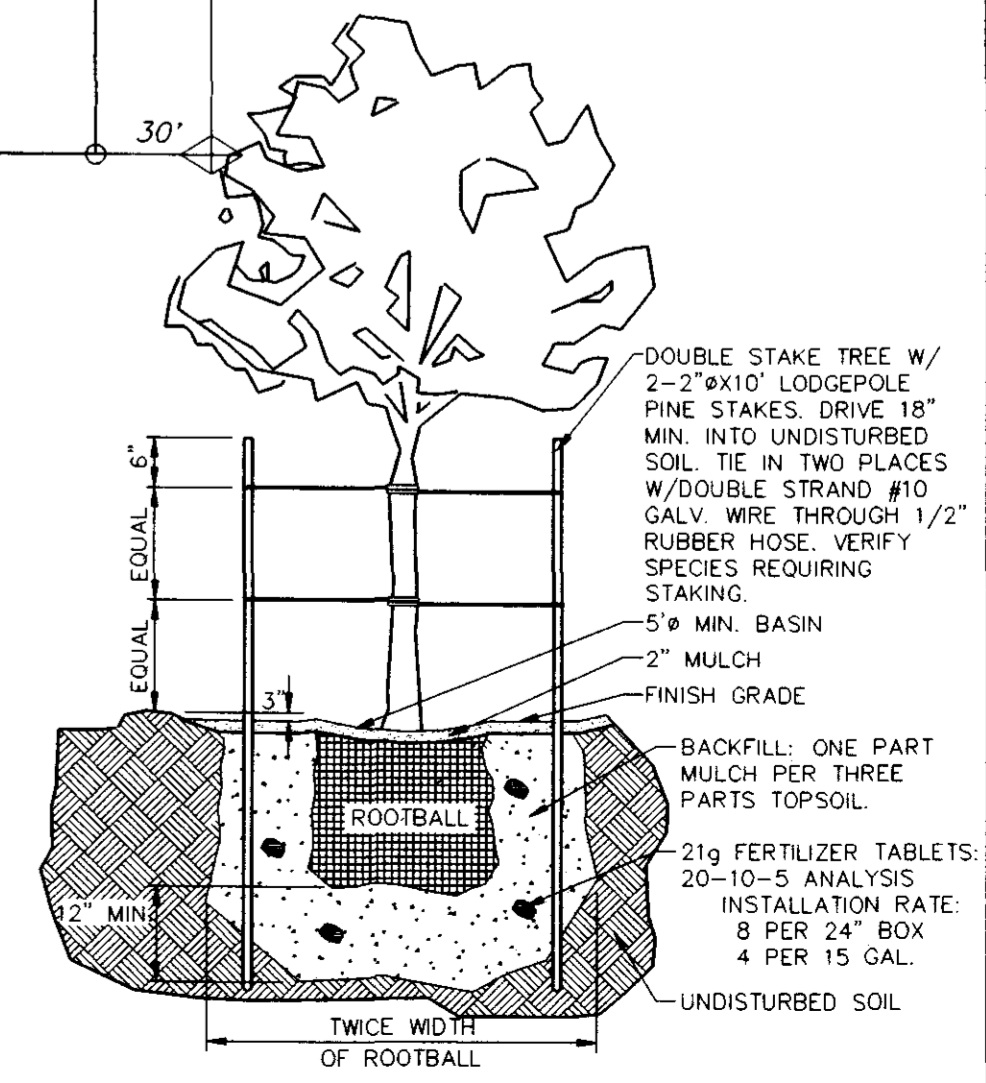 30'
DOUBLE STAKE TREE W/
2-2"øX10' LODGEPOLE
PINE STAKES. DRIVE 18"
MIN. INTO UNDISTURBED
SOIL. TIE IN TWO PLACES
W/DOUBLE STRAND #10
GALV. WIRE THROUGH 1/2"
RUBBER HOSE. VERIFY
SPECIES REQUIRING
STAKING.
6"
EQUAL
EQUAL
3"
5'ø MIN. BASIN
2" MULCH
FINISH GRADE
BACKFILL: ONE PART
MULCH PER THREE
PARTS TOPSOIL.
ROOTBALL
21g FERTILIZER TABLETS:
20-10-5 ANALYSIS
INSTALLATION RATE:
8 PER 24" BOX
4 PER 15 GAL.
12" MIN.
UNDISTURBED SOIL
TWICE WIDTH
OF ROOTBALL